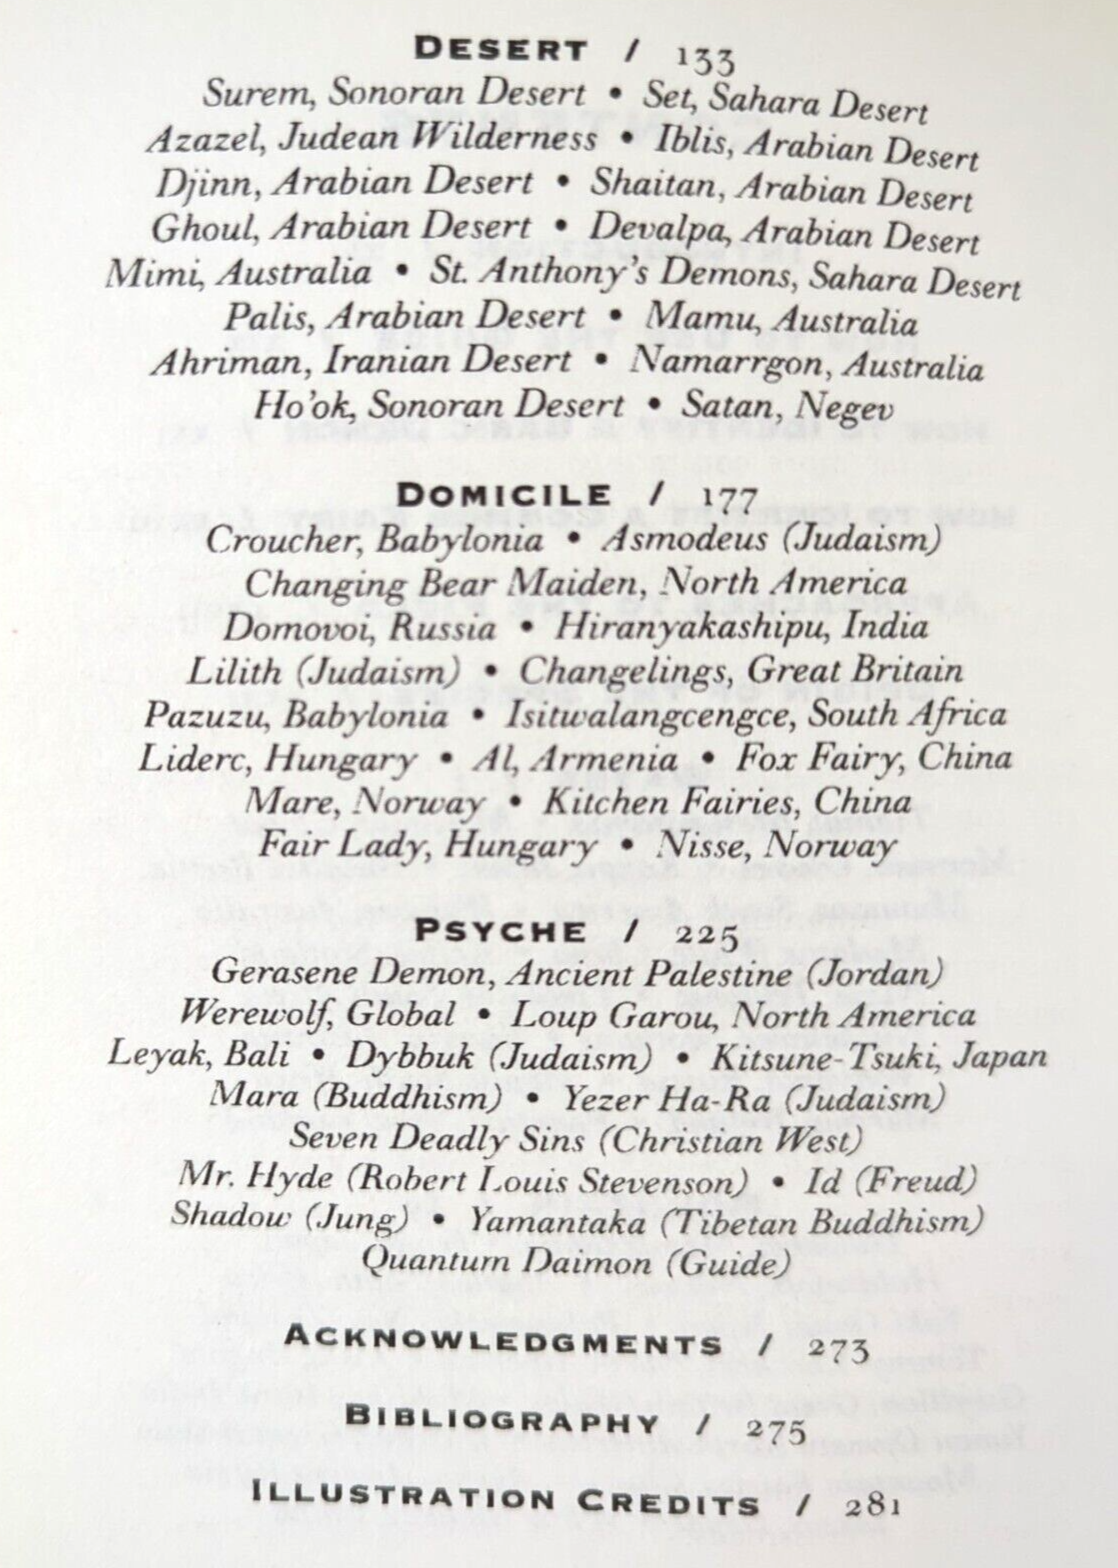 DESERT / 133
Surem, Sonoran Desert • Set, Sahara Desert
Azazel, Judean Wilderness • Iblis, Arabian Desert
Djinn, Arabian Desert • Shaitan, Arabian Desert
Ghoul, Arabian Desert • Devalpa, Arabian Desert
Mimi, Australia • St. Anthony's Demons, Sahara Desert
Palis, Arabian Desert • Mamu, Australia
Ahriman, Iranian Desert • Namarrgon, Australia
Ho'ok, Sonoran Desert • Satan, Negev
DOMICILE / 177
Croucher, Babylonia • Asmodeus (Judaism)
Changing Bear Maiden, North America
Domovoi, Russia • Hiranyakashipu, India
Lilith (Judaism) • Changelings, Great Britain
Pazuzu, Babylonia • Isitwalangcengce, South Africa
Liderc, Hungary • Al, Armenia • Fox Fairy, China
Mare, Norway • Kitchen Fairies, China
Fair Lady, Hungary • Nisse, Norway
PSYCHE / 225
Gerasene Demon, Ancient Palestine (Jordan)
Werewolf, Global • Loup Garou, North America
Leyak, Bali • Dybbuk (Judaism) • Kitsune-Tsuki, Japan
Mara (Buddhism) • Yezer Ha-Ra (Judaism)
Seven Deadly Sins (Christian West)
Mr. Hyde (Robert Louis Stevenson) • Id (Freud)
Shadow (Jung) • Yamantaka (Tibetan Buddhism)
Quantum Daimon (Guide)
ACKNOWLEDGMENTS / 273
BIBLIOGRAPHY / 275
ILLUSTRATION CREDITS / 281